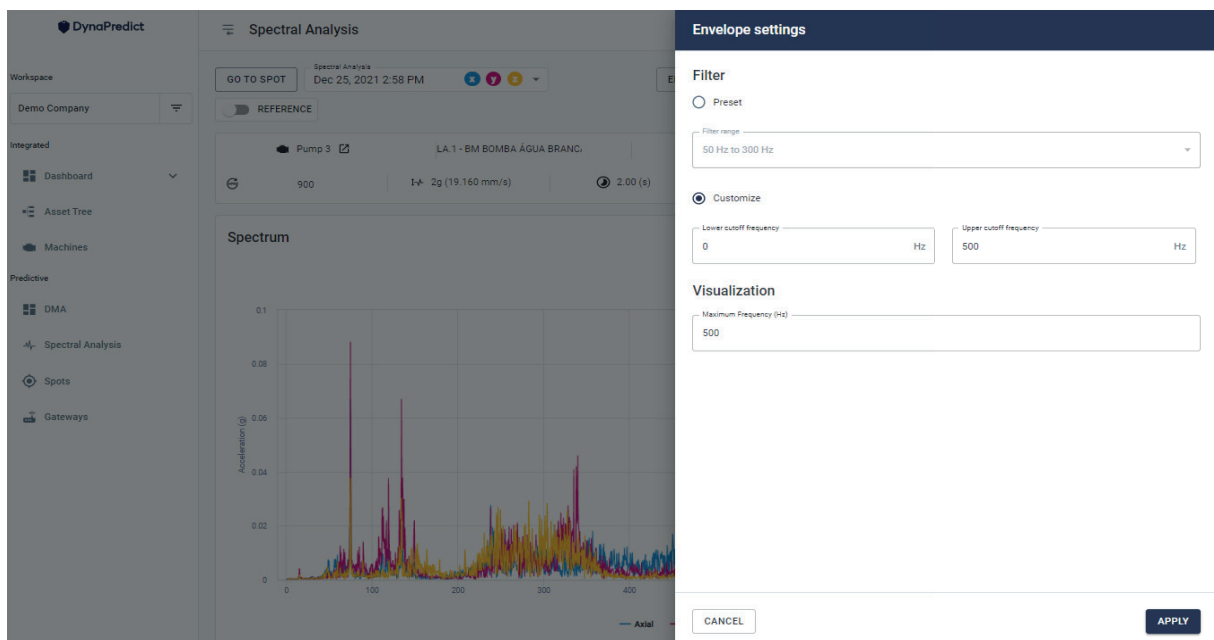 DynaPredict
Workspace
Demo Company
Integrated
Dashboard
Asset Tree
Machines
Predictive
DMA
Spectral Analysis
Spots
Gateways
Spectral Analysis
GO TO SPOT
Spectral Analysis
Dec 25, 2021 2:58 PM
x y z
REFERENCE
Pump 3
LA.1 - BM BOMBA ÁGUA BRANC
900
2g (19.160 mm/s)
2.00 (s)
Spectrum
Acceleration (g)
0.1
0.08
0.06
0.04
0.02
0
0 100 200 300 400
Axial
Envelope settings
Filter
Preset
Filter range
50 Hz to 300 Hz
Customize
Lower cutoff frequency
0 Hz
Upper cutoff frequency
500 Hz
Visualization
Maximum Frequency (Hz)
500
CANCEL
APPLY